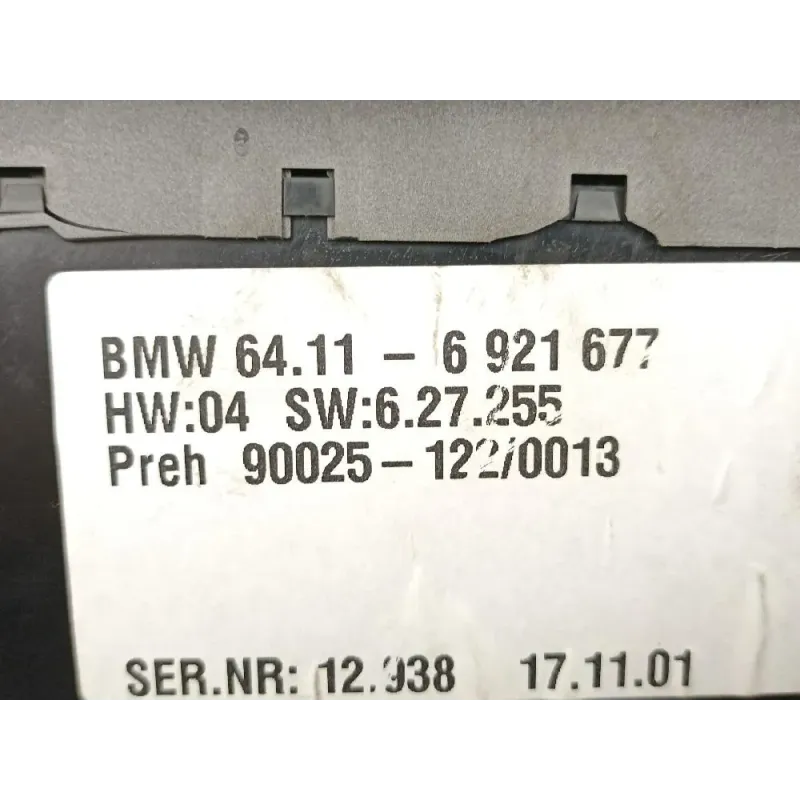 BMW 64.11 - 6 921 677
HW:04 SW:6.27.255
Preh 90025-122/0013
SER.NR: 12.938 17.11.01